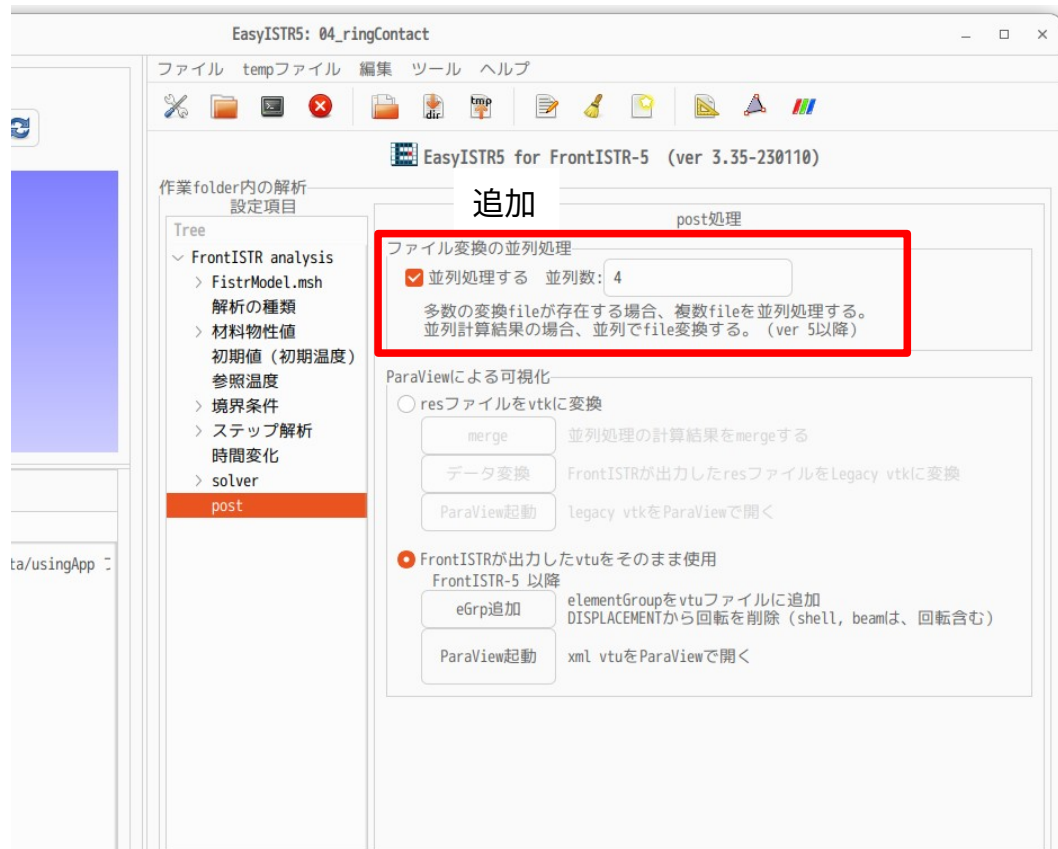 EasyISTR5: 04_ringContact
ファイル tempファイル 編集 ツール ヘルプ
dir
tmp
EasyISTR5 for FrontISTR-5 (ver 3.35-230110)
作業folder内の解析
設定項目
追加
post処理
Tree
FrontISTR analysis
FistrModel.msh
解析の種類
材料物性値
初期値（初期温度）
参照温度
境界条件
ステップ解析
時間変化
solver
post
ファイル変換の並列処理
並列処理する 並列数: 4
多数の変換fileが存在する場合、複数fileを並列処理する。
並列計算結果の場合、並列でfile変換する。（ver 5以降）
ParaViewによる可視化
resファイルをvtkに変換
merge 並列処理の計算結果をmergeする
データ変換 FrontISTRが出力したresファイルをLegacy vtkに変換
ParaView起動 legacy vtkをParaViewで開く
FrontISTRが出力したvtuをそのまま使用
FrontISTR-5 以降
eGrp追加 elementGroupをvtuファイルに追加
DISPLACEMENTから回転を削除（shell, beamは、回転含む）
ParaView起動 xml vtuをParaViewで開く
ta/usingApp